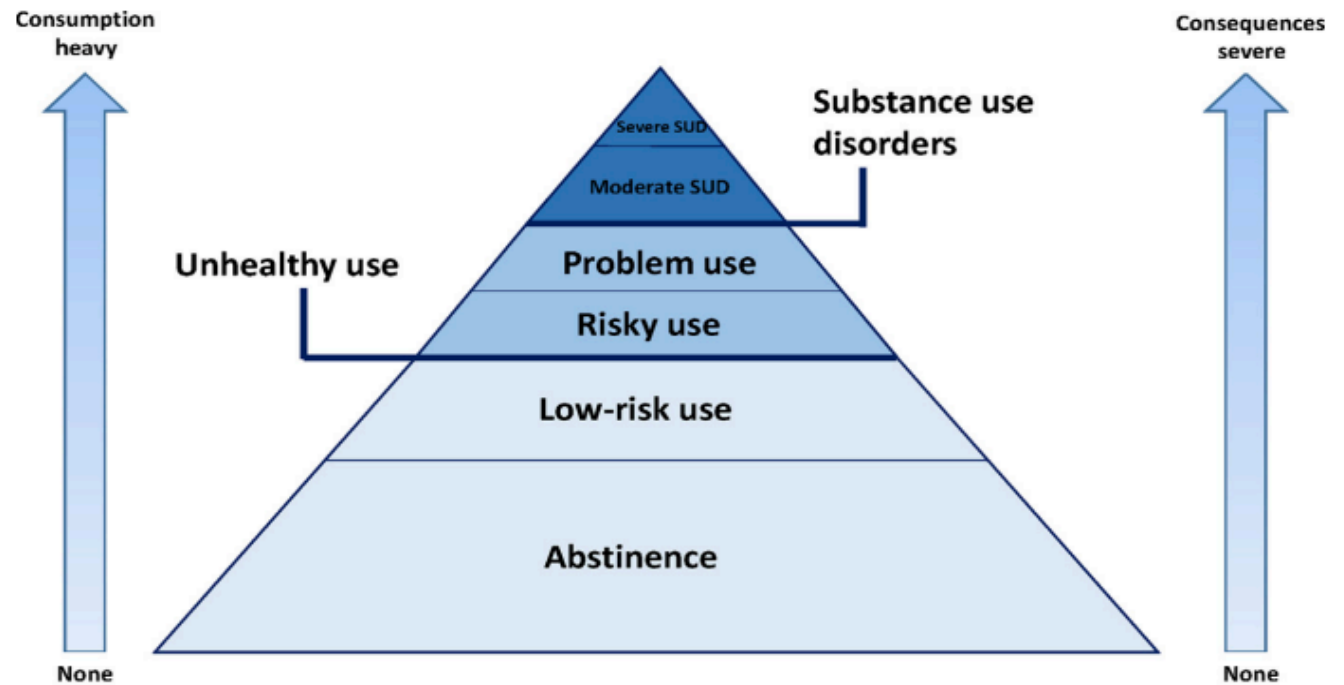 Consumption
heavy
Consequences
severe
Severe SUD
Substance use
disorders
Moderate SUD
Unhealthy use
Problem use
Risky use
Low-risk use
Abstinence
None
None